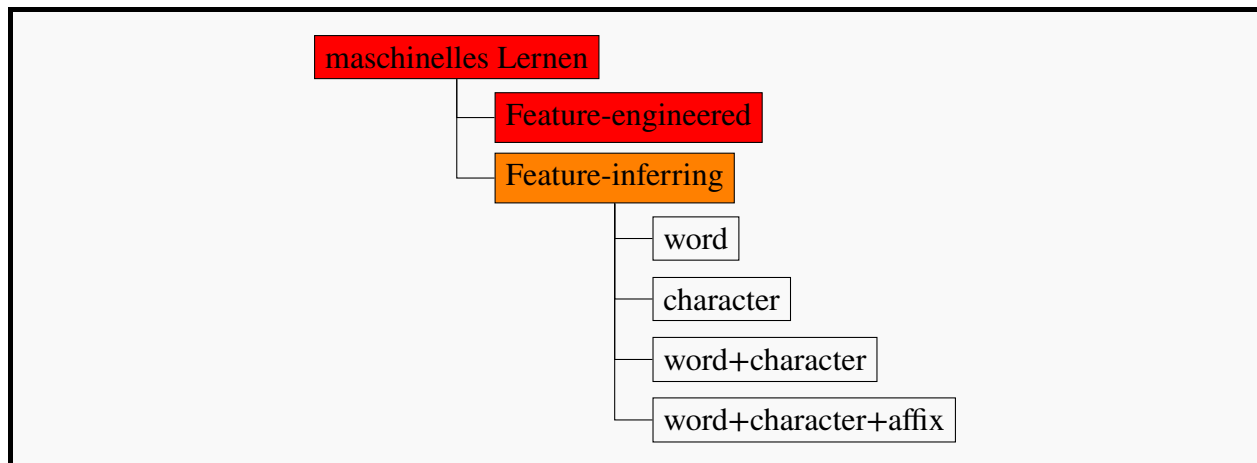 maschinelles Lernen
Feature-engineered
Feature-inferring
word
character
word+character
word+character+affix